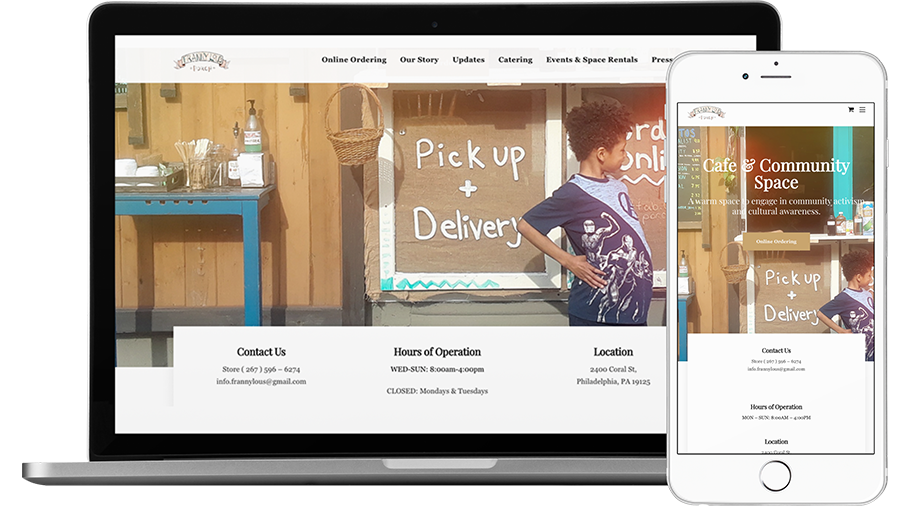 FRANNY LOU'S
PORCH
Online Ordering Our Story Updates Catering Events & Space Rentals Press
Pick up
+
Delivery
Contact Us
Store ( 267 ) 596 – 6274
info.frannylous@gmail.com
Hours of Operation
WED-SUN: 8:00am-4:00pm
CLOSED: Mondays & Tuesdays
Location
2400 Coral St,
Philadelphia, PA 19125
Cafe & Community
Space
A warm space to engage in community activism
and cultural awareness.
Online Ordering
Pick up
+
Delivery
Contact Us
Store ( 267 ) 596 – 6274
info.frannylous@gmail.com
Hours of Operation
MON – SUN: 8:00AM – 4:00PM
Location
2400 Coral St,